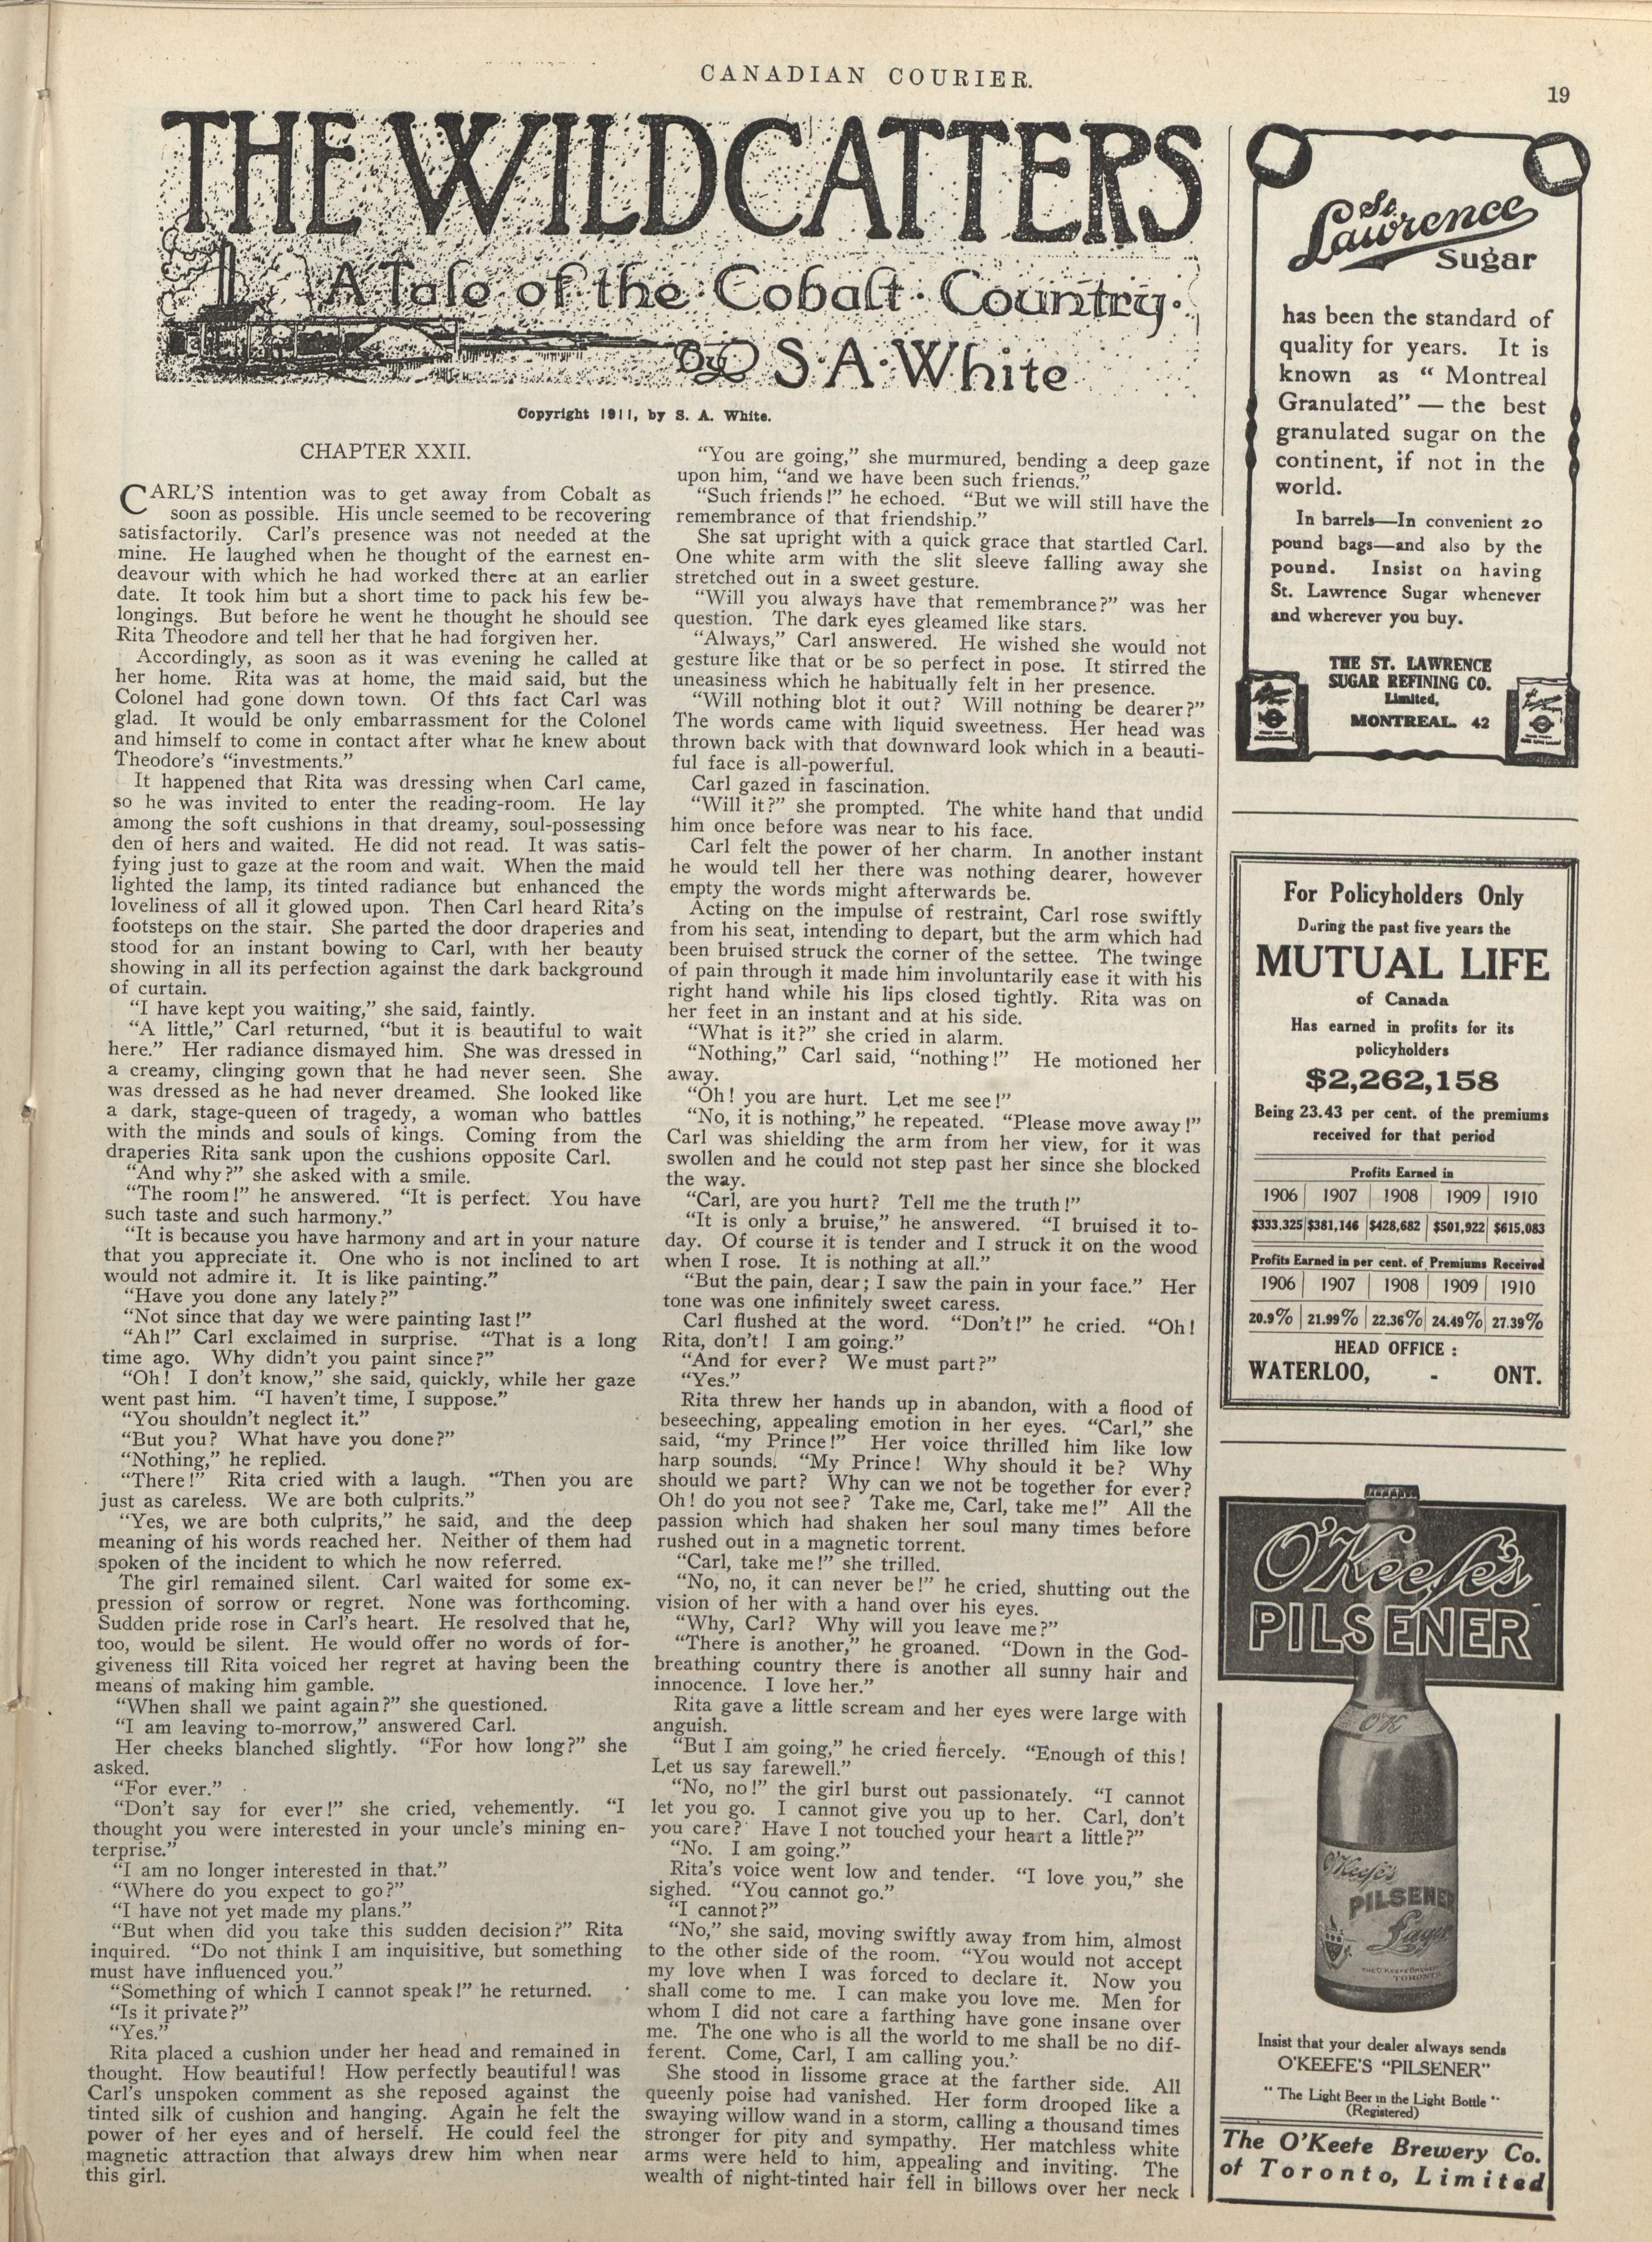 CANADIAN COURIER.
19
THE WILDCATTERS
A Tale of the Cobalt Country.
By S. A. White
Copyright 1911, by S. A. White.
CHAPTER XXII.
CARL'S intention was to get away from Cobalt as
soon as possible. His uncle seemed to be recovering
satisfactorily. Carl's presence was not needed at the
mine. He laughed when he thought of the earnest en-
deavour with which he had worked there at an earlier
date. It took him but a short time to pack his few be-
longings. But before he went he thought he should see
Rita Theodore and tell her that he had forgiven her.
Accordingly, as soon as it was evening he called at
her home. Rita was at home, the maid said, but the
Colonel had gone down town. Of this fact Carl was
glad. It would be only embarrassment for the Colonel
and himself to come in contact after what he knew about
Theodore's “investments.”
It happened that Rita was dressing when Carl came,
so he was invited to enter the reading-room. He lay
among the soft cushions in that dreamy, soul-possessing
den of hers and waited. He did not read. It was satis-
fying just to gaze at the room and wait. When the maid
lighted the lamp, its tinted radiance but enhanced the
loveliness of all it glowed upon. Then Carl heard Rita's
footsteps on the stair. She parted the door draperies and
stood for an instant bowing to Carl, with her beauty
showing in all its perfection against the dark background
of curtain.
“I have kept you waiting,” she said, faintly.
“A little,” Carl returned, “but it is beautiful to wait
here.” Her radiance dismayed him. She was dressed in
a creamy, clinging gown that he had never seen. She
was dressed as he had never dreamed. She looked like
a dark, stage-queen of tragedy, a woman who battles
with the minds and souls of kings. Coming from the
draperies Rita sank upon the cushions opposite Carl.
“And why?” she asked with a smile.
“The room!” he answered. “It is perfect. You have
such taste and such harmony.”
“It is because you have harmony and art in your nature
that you appreciate it. One who is not inclined to art
would not admire it. It is like painting.”
“Have you done any lately?”
“Not since that day we were painting last!”
“Ah!” Carl exclaimed in surprise. “That is a long
time ago. Why didn't you paint since?”
“Oh! I don't know,” she said, quickly, while her gaze
went past him. “I haven't time, I suppose.”
“You shouldn't neglect it.”
“But you? What have you done?”
“Nothing,” he replied.
“There!” Rita cried with a laugh. “Then you are
just as careless. We are both culprits.”
“Yes, we are both culprits,” he said, and the deep
meaning of his words reached her. Neither of them had
spoken of the incident to which he now referred.
The girl remained silent. Carl waited for some ex-
pression of sorrow or regret. None was forthcoming.
Sudden pride rose in Carl's heart. He resolved that he,
too, would be silent. He would offer no words of for-
giveness till Rita voiced her regret at having been the
means of making him gamble.
“When shall we paint again?” she questioned.
“I am leaving to-morrow,” answered Carl.
Her cheeks blanched slightly. “For how long?” she
asked.
“For ever.”
“Don't say for ever!” she cried, vehemently. “I
thought you were interested in your uncle's mining en-
terprise.”
“I am no longer interested in that.”
“Where do you expect to go?”
“I have not yet made my plans.”
“But when did you take this sudden decision?” Rita
inquired. “Do not think I am inquisitive, but something
must have influenced you.”
“Something of which I cannot speak!” he returned.
“Is it private?”
“Yes.”
Rita placed a cushion under her head and remained in
thought. How beautiful! How perfectly beautiful! was
Carl's unspoken comment as she reposed against the
tinted silk of cushion and hanging. Again he felt the
power of her eyes and of herself. He could feel the
magnetic attraction that always drew him when near
this girl.
“You are going,” she murmured, bending a deep gaze
upon him, “and we have been such friends.”
“Such friends!” he echoed. “But we will still have the
remembrance of that friendship.”
She sat upright with a quick grace that startled Carl.
One white arm with the slit sleeve falling away she
stretched out in a sweet gesture.
“Will you always have that remembrance?” was her
question. The dark eyes gleamed like stars.
“Always,” Carl answered. He wished she would not
gesture like that or be so perfect in pose. It stirred the
uneasiness which he habitually felt in her presence.
“Will nothing blot it out? Will nothing be dearer?”
The words came with liquid sweetness. Her head was
thrown back with that downward look which in a beauti-
ful face is all-powerful.
Carl gazed in fascination.
“Will it?” she prompted. The white hand that undid
him once before was near to his face.
Carl felt the power of her charm. In another instant
he would tell her there was nothing dearer, however
empty the words might afterwards be.
Acting on the impulse of restraint, Carl rose swiftly
from his seat, intending to depart, but the arm which had
been bruised struck the corner of the settee. The twinge
of pain through it made him involuntarily ease it with his
right hand while his lips closed tightly. Rita was on
her feet in an instant and at his side.
“What is it?” she cried in alarm.
“Nothing,” Carl said, “nothing!” He motioned her
away.
“Oh! you are hurt. Let me see!”
“No, it is nothing,” he repeated. “Please move away!”
Carl was shielding the arm from her view, for it was
swollen and he could not step past her since she blocked
the way.
“Carl, are you hurt? Tell me the truth!”
“It is only a bruise,” he answered. “I bruised it to-
day. Of course it is tender and I struck it on the wood
when I rose. It is nothing at all.”
“But the pain, dear; I saw the pain in your face.” Her
tone was one infinitely sweet caress.
Carl flushed at the word. “Don't!” he cried. “Oh!
Rita, don't! I am going.”
“And for ever? We must part?”
“Yes.”
Rita threw her hands up in abandon, with a flood of
beseeching, appealing emotion in her eyes. “Carl,” she
said, “my Prince!” Her voice thrilled him like low
harp sounds. “My Prince! Why should it be? Why
should we part? Why can we not be together for ever?
Oh! do you not see? Take me, Carl, take me!” All the
passion which had shaken her soul many times before
rushed out in a magnetic torrent.
“Carl, take me!” she trilled.
“No, no, it can never be!” he cried, shutting out the
vision of her with a hand over his eyes.
“Why, Carl? Why will you leave me?”
“There is another,” he groaned. “Down in the God-
breathing country there is another all sunny hair and
innocence. I love her.”
Rita gave a little scream and her eyes were large with
anguish.
“But I am going,” he cried fiercely. “Enough of this!
Let us say farewell.”
“No, no!” the girl burst out passionately. “I cannot
let you go. I cannot give you up to her. Carl, don't
you care? Have I not touched your heart a little?”
“No. I am going.”
Rita's voice went low and tender. “I love you,” she
sighed. “You cannot go.”
“I cannot?”
“No,” she said, moving swiftly away from him, almost
to the other side of the room. “You would not accept
my love when I was forced to declare it. Now you
shall come to me. I can make you love me. Men for
whom I did not care a farthing have gone insane over
me. The one who is all the world to me shall be no dif-
ferent. Come, Carl, I am calling you.”
She stood in lissome grace at the farther side. All
queenly poise had vanished. Her form drooped like a
swaying willow wand in a storm, calling a thousand times
stronger for pity and sympathy. Her matchless white
arms were held to him, appealing and inviting. The
wealth of night-tinted hair fell in billows over her neck
St.
Lawrence
Sugar
has been the standard of
quality for years. It is
known as “ Montreal
Granulated” — the best
granulated sugar on the
continent, if not in the
world.
In barrels—In convenient 20
pound bags—and also by the
pound. Insist on having
St. Lawrence Sugar whenever
and wherever you buy.
THE ST. LAWRENCE
SUGAR REFINING CO.
Limited,
MONTREAL. 42
For Policyholders Only
During the past five years the
MUTUAL LIFE
of Canada
Has earned in profits for its
policyholders
$2,262,158
Being 23.43 per cent. of the premiums
received for that period
Profits Earned in
1906 1907 1908 1909 1910
$333,325 $381,146 $428,682 $501,922 $615,083
Profits Earned in per cent. of Premiums Received
1906 1907 1908 1909 1910
20.9% 21.99% 22.36% 24.49% 27.39%
HEAD OFFICE :
WATERLOO, - ONT.
O'Keefe's
PILSENER
O'K
O'Keefe's
PILSENER
Lager
THE O'KEEFE BREWERY
TORONTO
Insist that your dealer always sends
O'KEEFE'S “PILSENER”
“ The Light Beer in the Light Bottle ”
(Registered)
The O'Keefe Brewery Co.
of Toronto, Limited